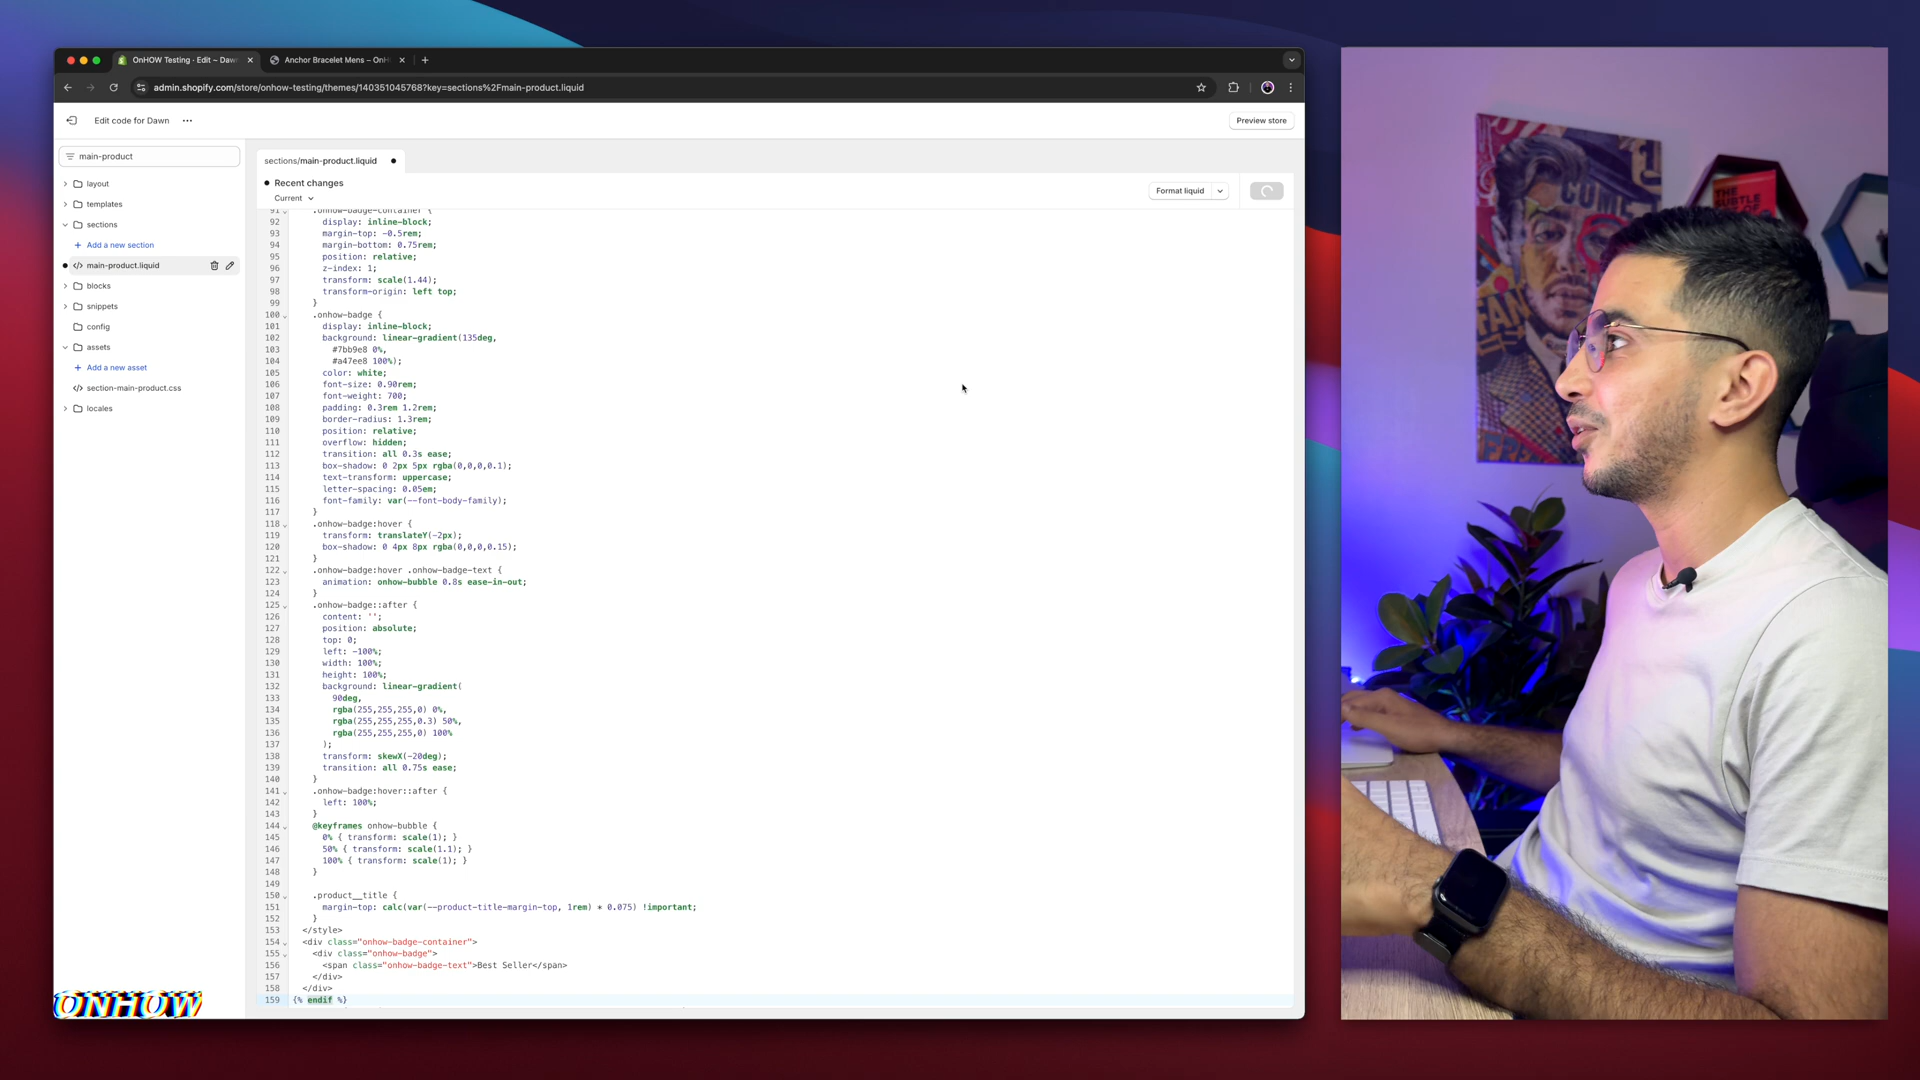 OnHOW Testing · Edit ~ Daw
Anchor Bracelet Mens – OnH
admin.shopify.com/store/onhow-testing/themes/140351045768?key=sections%2Fmain-product.liquid
Edit code for Dawn
Preview store
main-product
layout
templates
sections
Add a new section
main-product.liquid
blocks
snippets
config
assets
Add a new asset
section-main-product.css
locales
sections/main-product.liquid
Recent changes
Current
Format liquid
91 .onhow-badge-container {
92 display: inline-block;
93 margin-top: -0.5rem;
94 margin-bottom: 0.75rem;
95 position: relative;
96 z-index: 1;
97 transform: scale(1.44);
98 transform-origin: left top;
99 }
100 .onhow-badge {
101 display: inline-block;
102 background: linear-gradient(135deg,
103 #7bb9e8 0%,
104 #a47ee8 100%);
105 color: white;
106 font-size: 0.90rem;
107 font-weight: 700;
108 padding: 0.3rem 1.2rem;
109 border-radius: 1.3rem;
110 position: relative;
111 overflow: hidden;
112 transition: all 0.3s ease;
113 box-shadow: 0 2px 5px rgba(0,0,0,0.1);
114 text-transform: uppercase;
115 letter-spacing: 0.05em;
116 font-family: var(--font-body-family);
117 }
118 .onhow-badge:hover {
119 transform: translateY(-2px);
120 box-shadow: 0 4px 8px rgba(0,0,0,0.15);
121 }
122 .onhow-badge:hover .onhow-badge-text {
123 animation: onhow-bubble 0.8s ease-in-out;
124 }
125 .onhow-badge::after {
126 content: '';
127 position: absolute;
128 top: 0;
129 left: -100%;
130 width: 100%;
131 height: 100%;
132 background: linear-gradient(
133 90deg,
134 rgba(255,255,255,0) 0%,
135 rgba(255,255,255,0.3) 50%,
136 rgba(255,255,255,0) 100%
137 );
138 transform: skewX(-20deg);
139 transition: all 0.75s ease;
140 }
141 .onhow-badge:hover::after {
142 left: 100%;
143 }
144 @keyframes onhow-bubble {
145 0% { transform: scale(1); }
146 50% { transform: scale(1.1); }
147 100% { transform: scale(1); }
148 }
149
150 .product__title {
151 margin-top: calc(var(--product-title-margin-top, 1rem) * 0.075) !important;
152 }
153 </style>
154 <div class="onhow-badge-container">
155 <div class="onhow-badge">
156 <span class="onhow-badge-text">Best Seller</span>
157 </div>
158 </div>
159 {% endif %}
ONHOW
COME
FAN
THE
SUBTLE